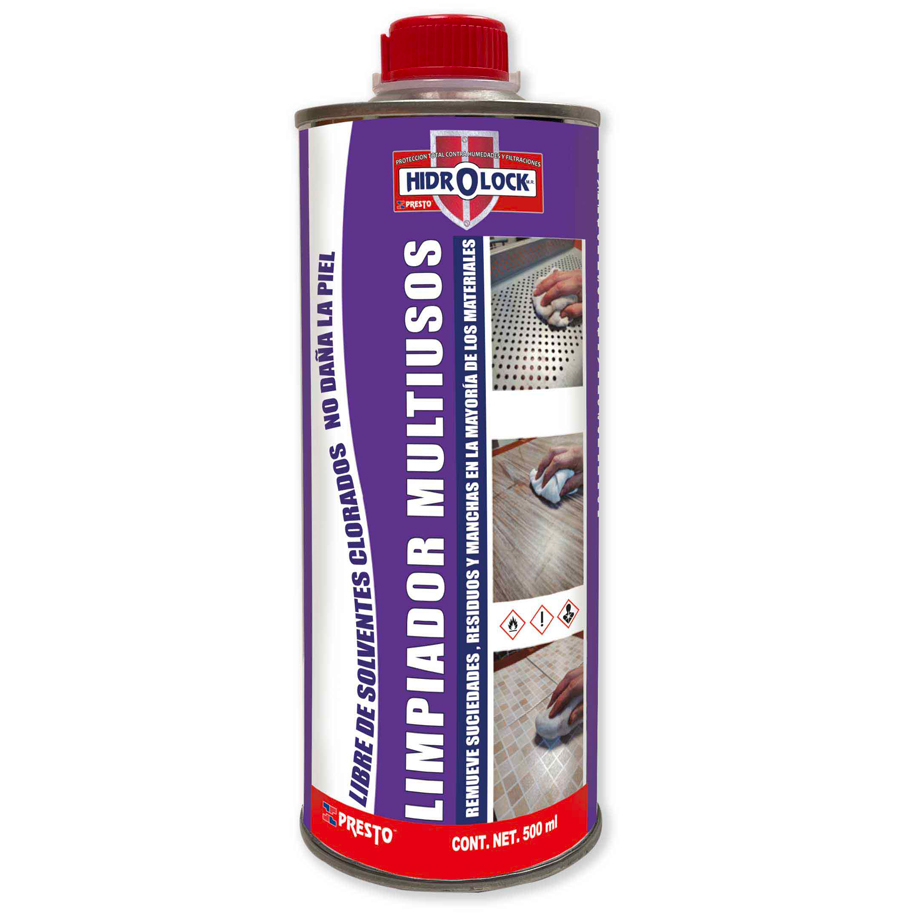 PROTECCION TOTAL CONTRA HUMEDADES Y FILTRACIONES
HIDROLOCK M.R.
PRESTO
LIBRE DE SOLVENTES CLORADOS NO DAÑA LA PIEL
LIMPIADOR MULTIUSOS
REMUEVE SUCIEDADES , RESIDUOS Y MANCHAS EN LA MAYORÍA DE LOS MATERIALES
PRESTO
CONT. NET. 500 ml